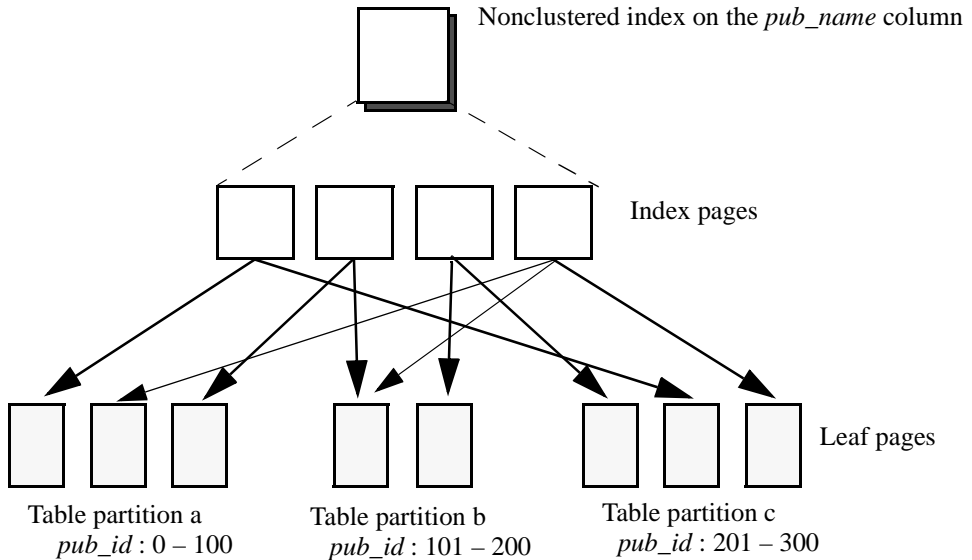 Nonclustered index on the pub_name column
Index pages
Leaf pages
Table partition a
pub_id : 0 – 100
Table partition b
pub_id : 101 – 200
Table partition c
pub_id : 201 – 300